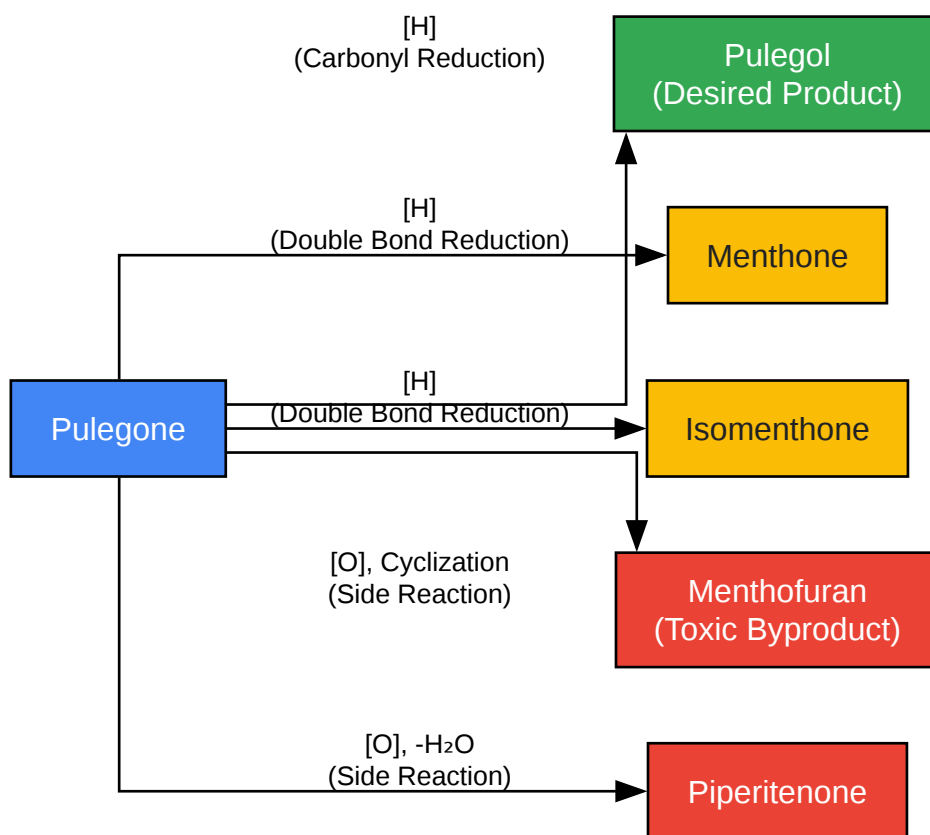 [H]
(Carbonyl Reduction)
Pulegol
(Desired Product)
[H]
(Double Bond Reduction)
Menthone
Pulegone
[H]
(Double Bond Reduction)
Isomenthone
[O], Cyclization
(Side Reaction)
Menthofuran
(Toxic Byproduct)
[O], -H₂O
(Side Reaction)
Piperitenone